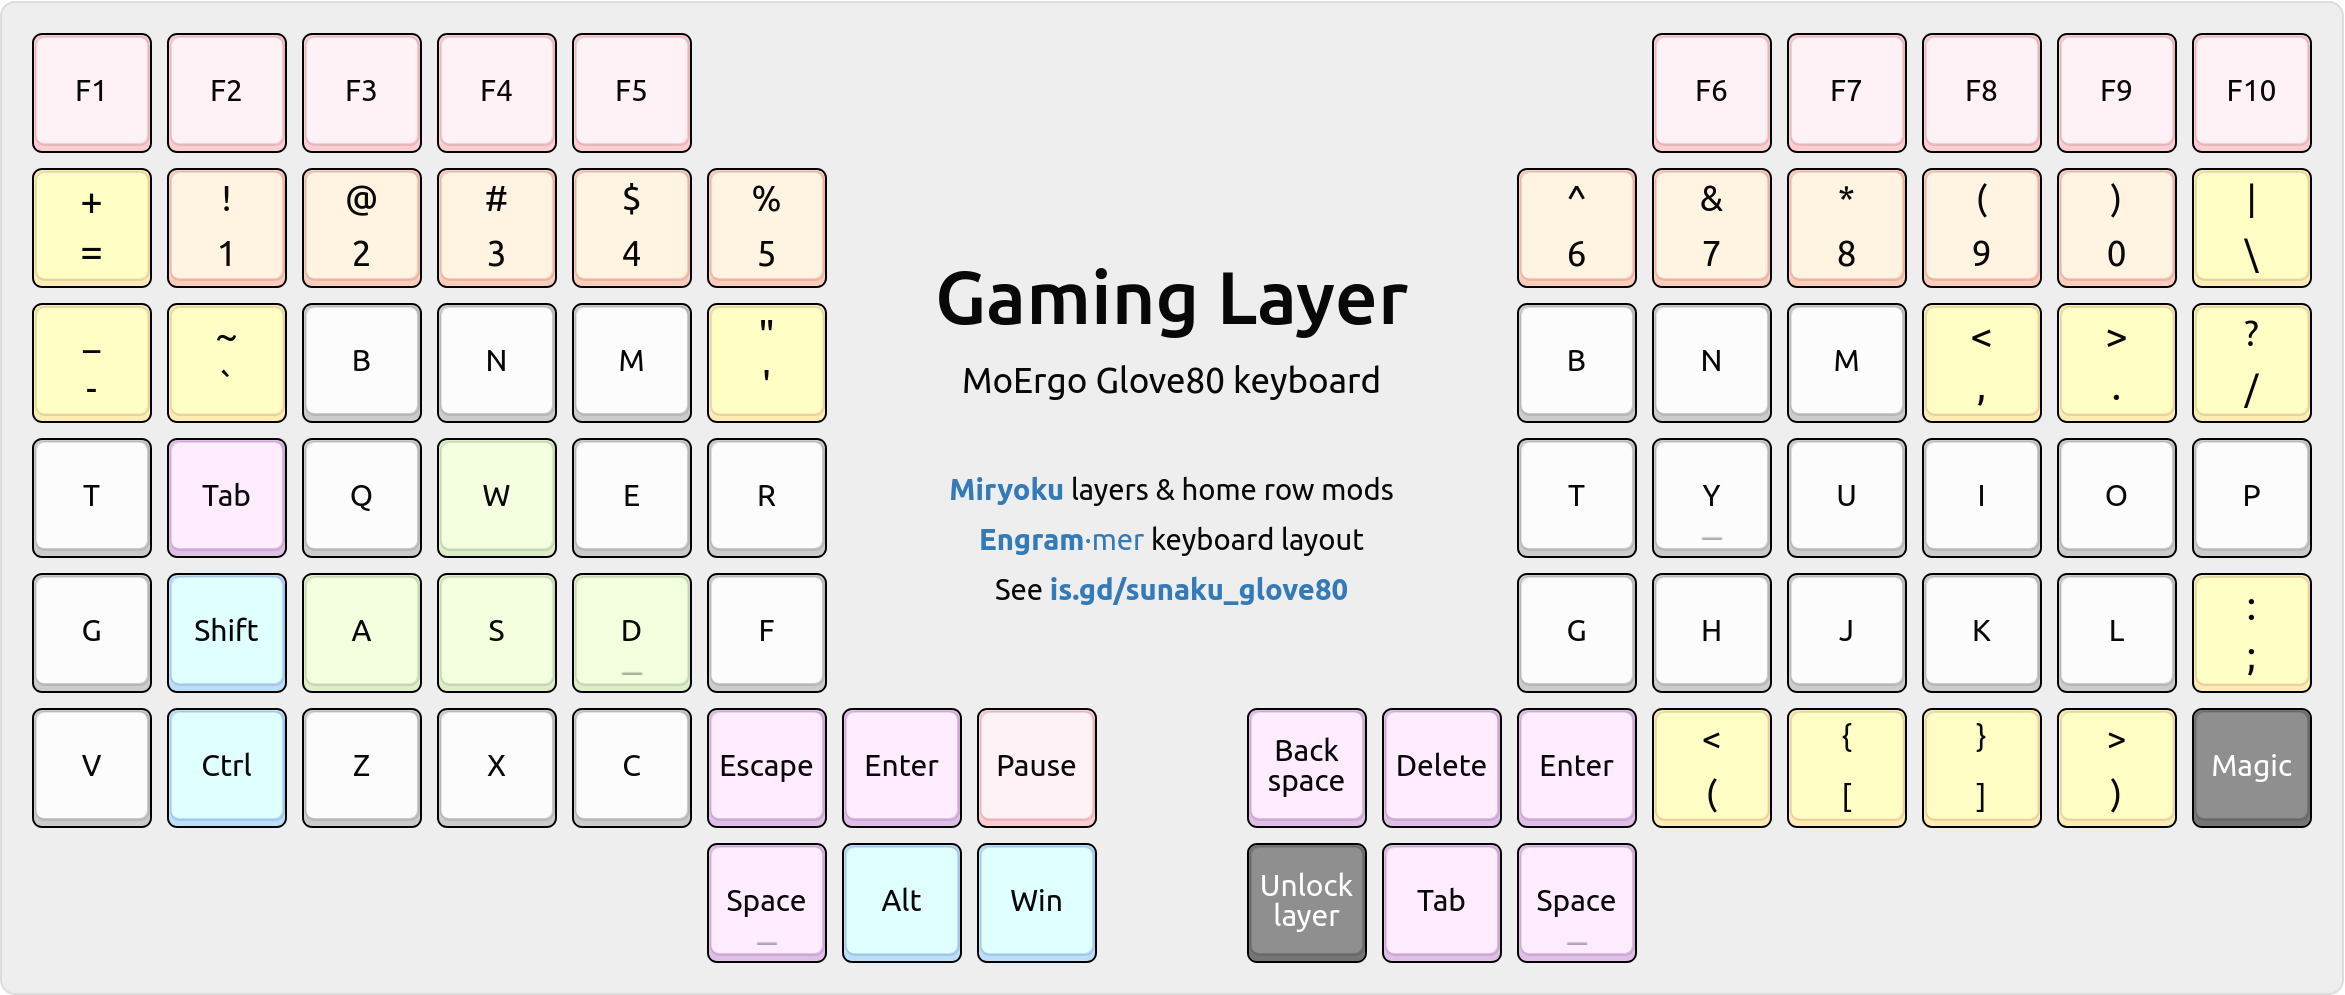 F1 F2 F3 F4 F5 F6 F7 F8 F9 F10
+ ! @ # $ % ^ & * ( ) |
= 1 2 3 4 5 6 7 8 9 0 \
Gaming Layer
MoErgo Glove80 keyboard
_ ~ " < > ?
- ` B N M ' B N M , . /
Miryoku layers & home row mods
Engram·mer keyboard layout
See is.gd/sunaku_glove80
T Tab Q W E R T Y U I O P
_
G Shift A S D F G H J K L :
_ ;
V Ctrl Z X C Escape Enter Pause Back Delete Enter < { } > Magic
space ( [ ] )
Space Alt Win Unlock Tab Space
_ layer _